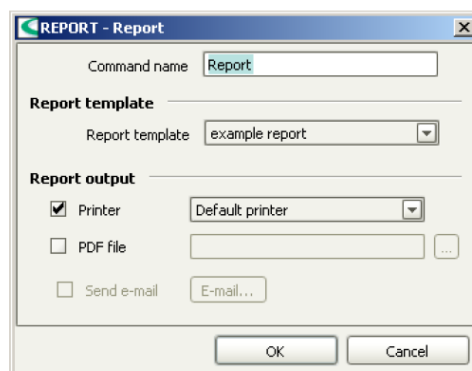 REPORT - Report
Command name Report
Report template
Report template example report
Report output
Printer Default printer
PDF file ...
Send e-mail E-mail...
OK Cancel